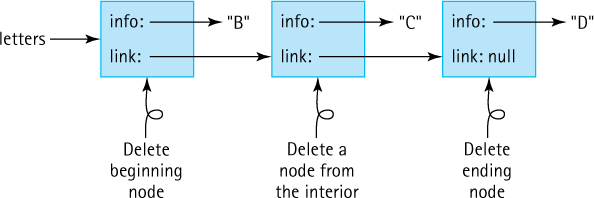 info: "B" info: "C" info: "D"
letters
link: link: link: null
Delete beginning node
Delete a node from the interior
Delete ending node